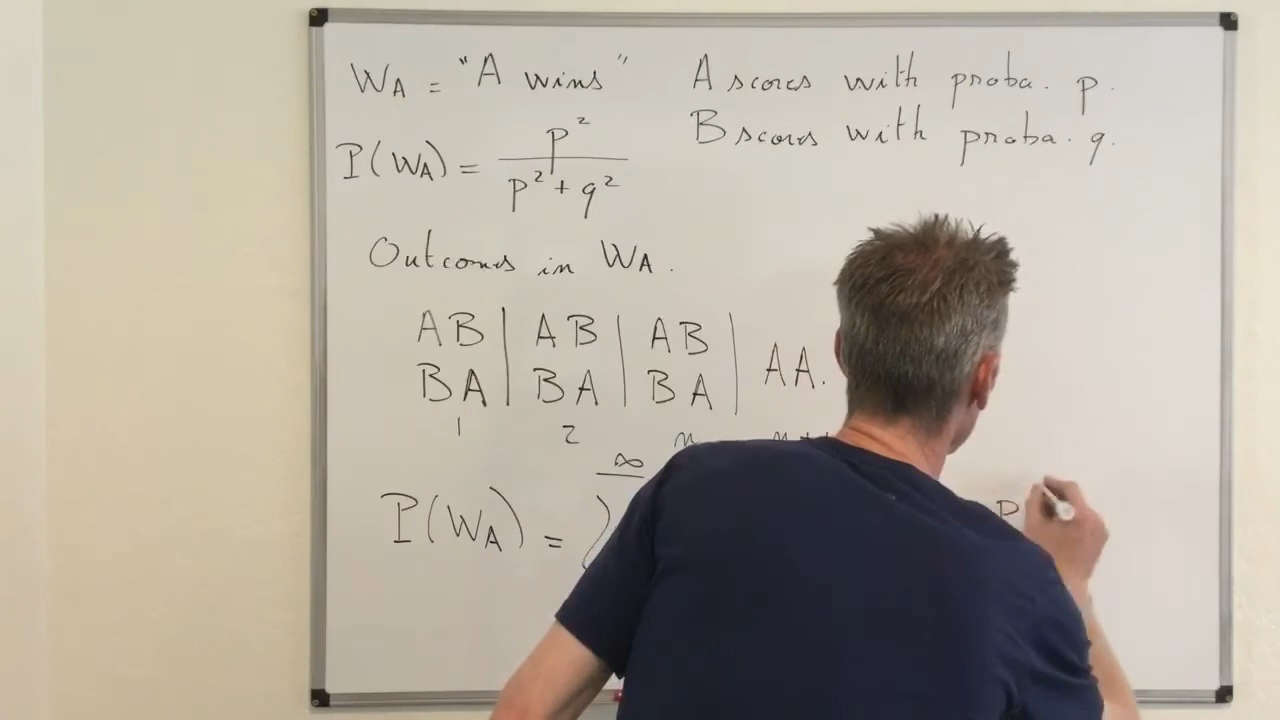 W_A = "A wins" A scores with proba. p.
P(W_A) = p² / (p² + q²) B scores with proba. q.
Outcomes in W_A.
AB | AB | AB |
BA | BA | BA | AA.
1 2 n
P(W_A) = ∞